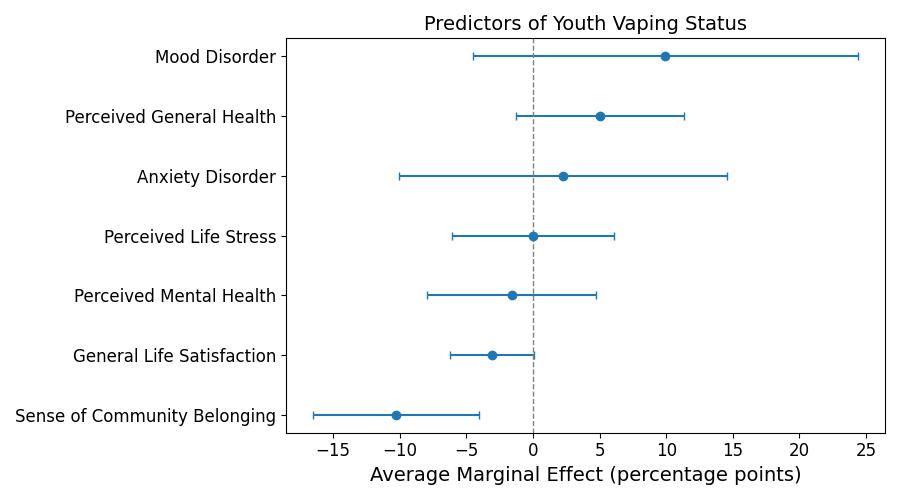 Predictors of Youth Vaping Status
Mood Disorder
Perceived General Health
Anxiety Disorder
Perceived Life Stress
Perceived Mental Health
General Life Satisfaction
Sense of Community Belonging
−15 −10 −5 0 5 10 15 20 25
Average Marginal Effect (percentage points)